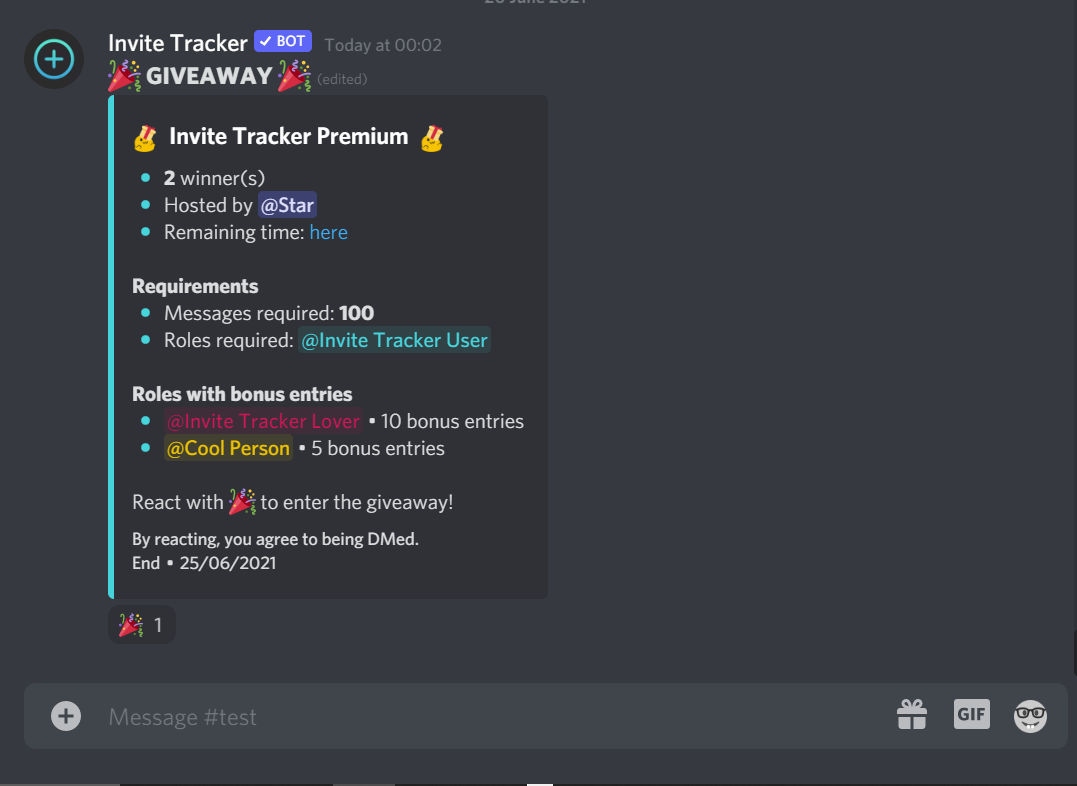 Invite Tracker ✓ BOT Today at 00:02
🎉 GIVEAWAY 🎉 (edited)
Invite Tracker Premium
• 2 winner(s)
• Hosted by @Star
• Remaining time: here
Requirements
• Messages required: 100
• Roles required: @Invite Tracker User
Roles with bonus entries
• @Invite Tracker Lover • 10 bonus entries
• @Cool Person • 5 bonus entries
React with 🎉 to enter the giveaway!
By reacting, you agree to being DMed.
End • 25/06/2021
🎉 1
Message #test
GIF